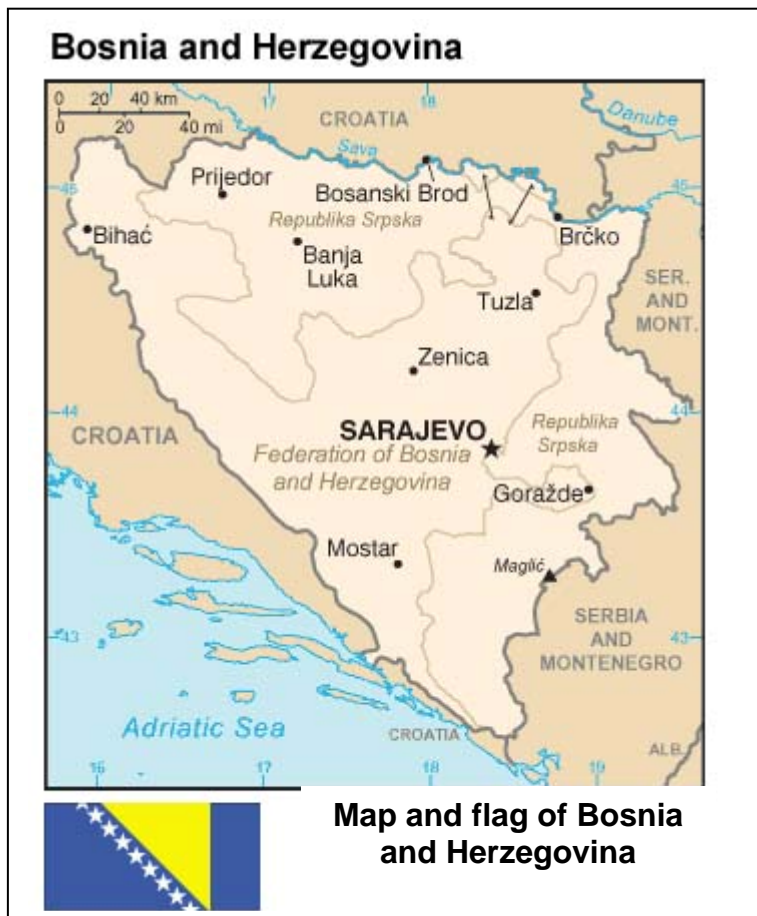 Bosnia and Herzegovina
0 20 40 km
0 20 40 mi
17
18
CROATIA
Danube
Sava
45
Prijedor
Bosanski Brod
45
Republika Srpska
Bihać
Banja
Luka
Brčko
SER.
AND
MONT.
Tuzla
Zenica
44
44
CROATIA
SARAJEVO
Federation of Bosnia
and Herzegovina
Republika
Srpska
Goražde
Mostar
Maglić
SERBIA
AND
MONTENEGRO
43
43
Adriatic Sea
CROATIA
ALB.
16
17
18
19
Map and flag of Bosnia
and Herzegovina